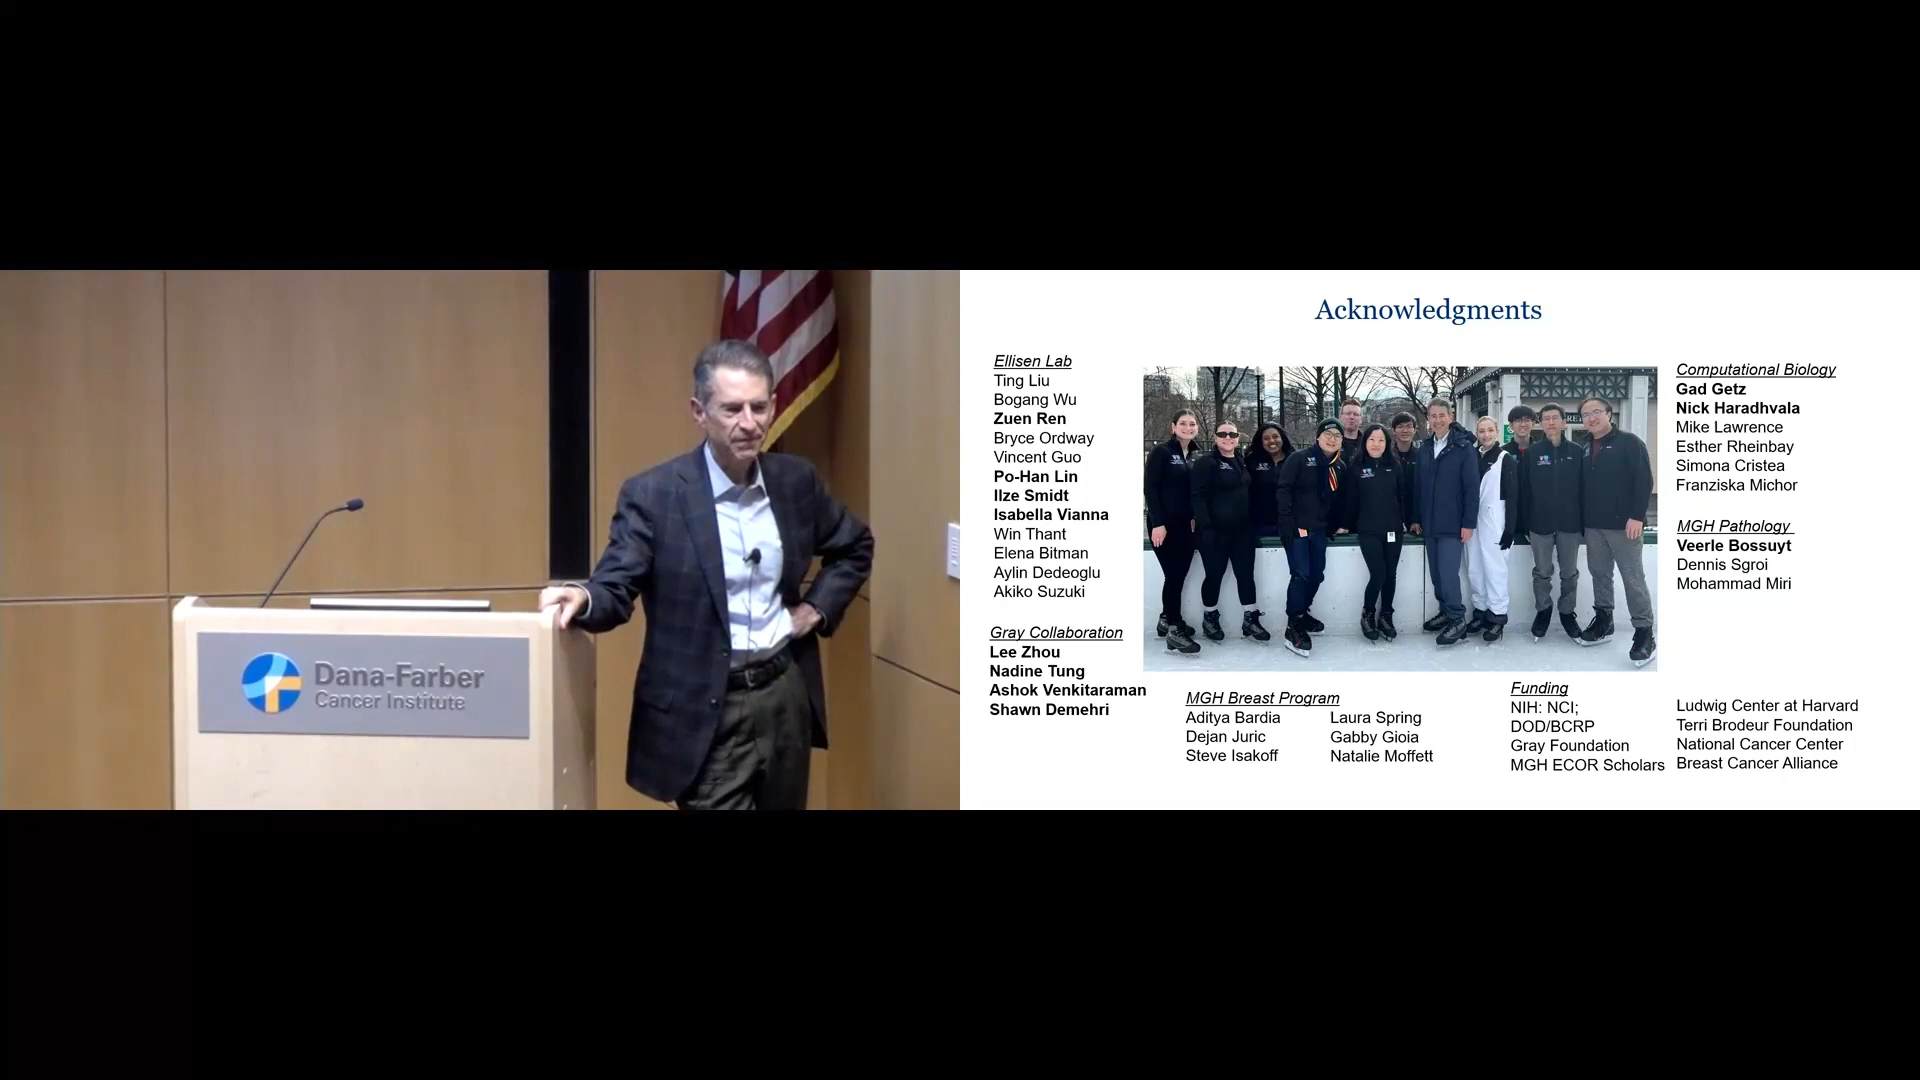 Dana-Farber
Cancer Institute
Acknowledgments
Ellisen Lab
Ting Liu
Bogang Wu
Zuen Ren
Bryce Ordway
Vincent Guo
Po-Han Lin
Ilze Smidt
Isabella Vianna
Win Thant
Elena Bitman
Aylin Dedeoglu
Akiko Suzuki
Gray Collaboration
Lee Zhou
Nadine Tung
Ashok Venkitaraman
Shawn Demehri
MGH Breast Program
Aditya Bardia
Dejan Juric
Steve Isakoff
Laura Spring
Gabby Gioia
Natalie Moffett
Funding
NIH: NCI;
DOD/BCRP
Gray Foundation
MGH ECOR Scholars
Computational Biology
Gad Getz
Nick Haradhvala
Mike Lawrence
Esther Rheinbay
Simona Cristea
Franziska Michor
MGH Pathology
Veerle Bossuyt
Dennis Sgroi
Mohammad Miri
Ludwig Center at Harvard
Terri Brodeur Foundation
National Cancer Center
Breast Cancer Alliance